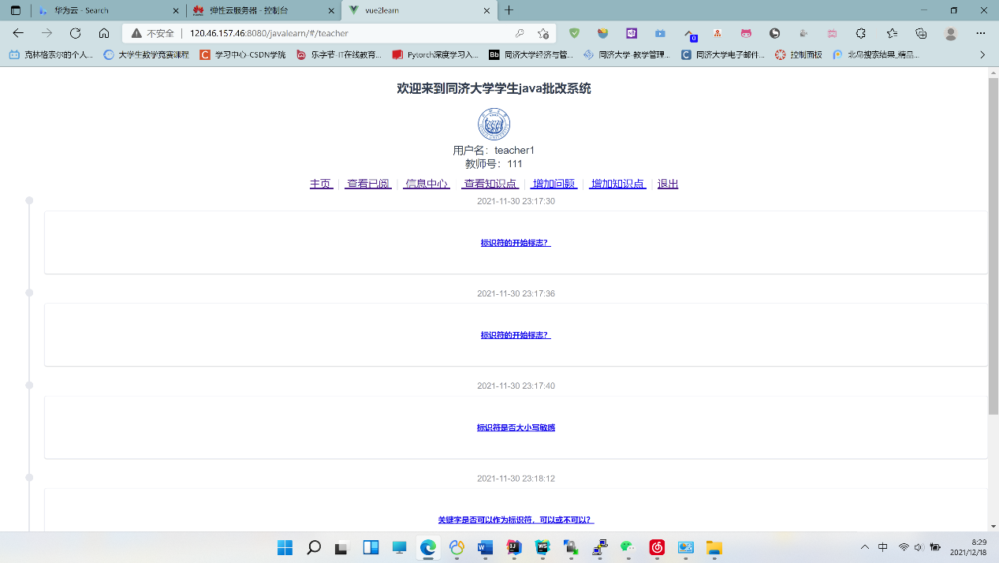 华为云 - Search
弹性云服务器 - 控制台
vuelearn
不安全 120.46.157.46:8080/javalearn/#/teacher
0
克林格索尔的个人...
大学生数学竞赛课程
学习中心-CSDN学院
乐字节-IT在线教育...
Pytorch深度学习入...
Bb 同济大学经济与管...
同济大学-教学管理...
同济大学电子邮件...
控制面板
北鸟搜索结果_精品...
欢迎来到同济大学学生java批改系统
用户名：teacher1
教师号：111
主页 | 查看已阅 | 信息中心 | 查看知识点 | 增加问题 | 增加知识点 | 退出
2021-11-30 23:17:30
标识符的开始标志？
2021-11-30 23:17:36
标识符的开始标志？
2021-11-30 23:17:40
标识符是否大小写敏感
2021-11-30 23:18:12
关键字是否可以作为标识符，可以或不可以？
中
8:29
2021/12/18